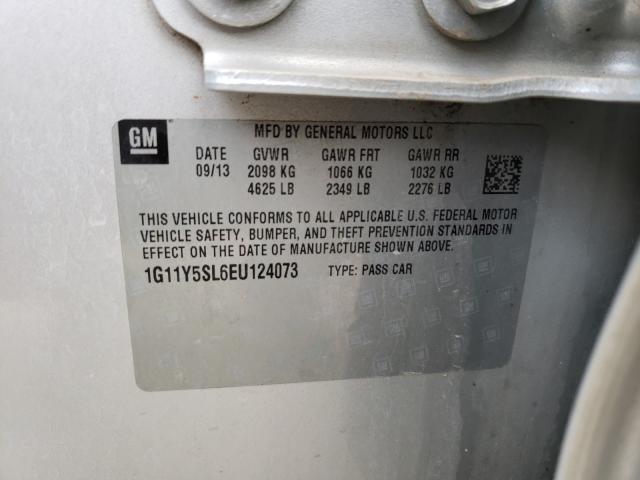 GM
MFD BY GENERAL MOTORS LLC
DATE GVWR GAWR FRT GAWR RR
09/13 2098 KG 1066 KG 1032 KG
4625 LB 2349 LB 2276 LB
THIS VEHICLE CONFORMS TO ALL APPLICABLE U.S. FEDERAL MOTOR
VEHICLE SAFETY, BUMPER, AND THEFT PREVENTION STANDARDS IN
EFFECT ON THE DATE OF MANUFACTURE SHOWN ABOVE.
1G11Y5SL6EU124073 TYPE: PASS CAR